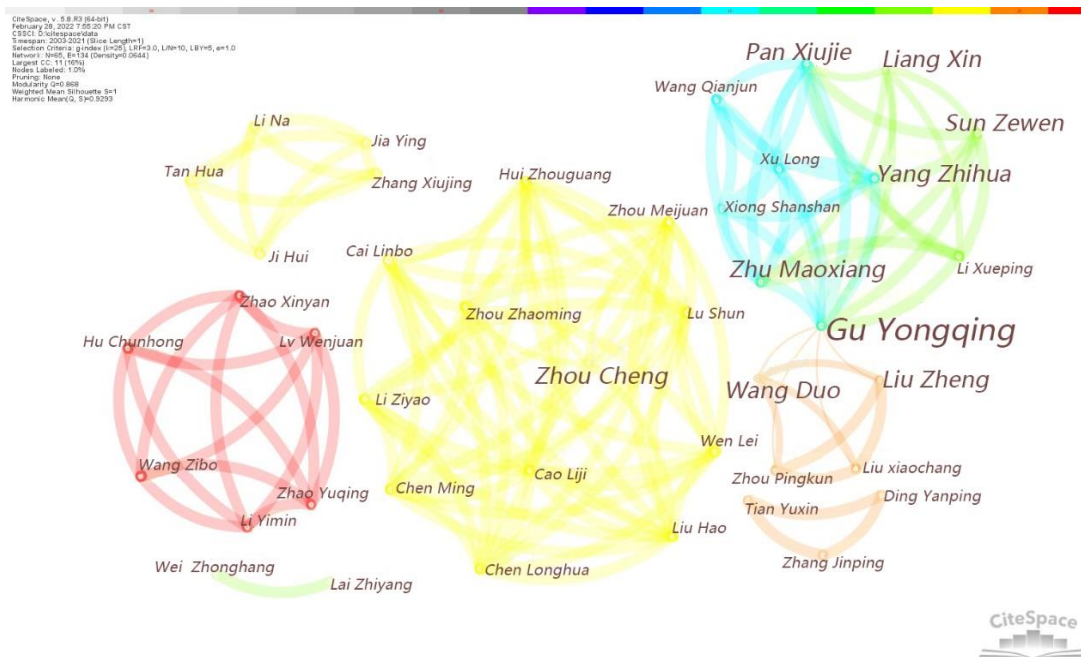 CiteSpace, v. 5.8.R3 (64-bit)
February 28, 2022 7:55:20 PM CST
CSSCI: D:\citespace\data
Timespan: 2003-2021 (Slice Length=1)
Selection Criteria: g-index (k=25), LRF=3.0, L/N=10, LBY=5, e=1.0
Network: N=65, E=134 (Density=0.0644)
Largest CC: 11 (16%)
Nodes Labeled: 1.0%
Pruning: None
Modularity Q=0.868
Weighted Mean Silhouette S=1
Harmonic Mean(Q, S)=0.9293
Pan Xiujie
Liang Xin
Wang Qianjun
Sun Zewen
Xu Long
Yang Zhihua
Xiong Shanshan
Zhu Maoxiang
Li Xueping
Gu Yongqing
Li Na
Jia Ying
Tan Hua
Zhang Xiujing
Ji Hui
Hui Zhouguang
Zhou Meijuan
Cai Linbo
Zhou Zhaoming
Lu Shun
Zhou Cheng
Li Ziyao
Wen Lei
Cao Liji
Chen Ming
Liu Hao
Chen Longhua
Zhao Xinyan
Hu Chunhong
Lv Wenjuan
Wang Zibo
Zhao Yuqing
Li Yimin
Wang Duo
Liu Zheng
Zhou Pingkun
Liu xiaochang
Tian Yuxin
Ding Yanping
Zhang Jinping
Wei Zhonghang
Lai Zhiyang
CiteSpace